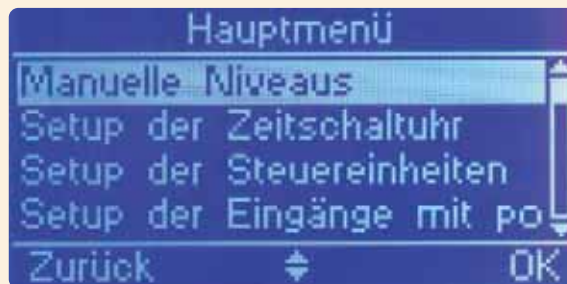 Hauptmenü
Manuelle Niveaus
Setup der Zeitschaltuhr
Setup der Steuereinheiten
Setup der Eingänge mit po
Zurück OK